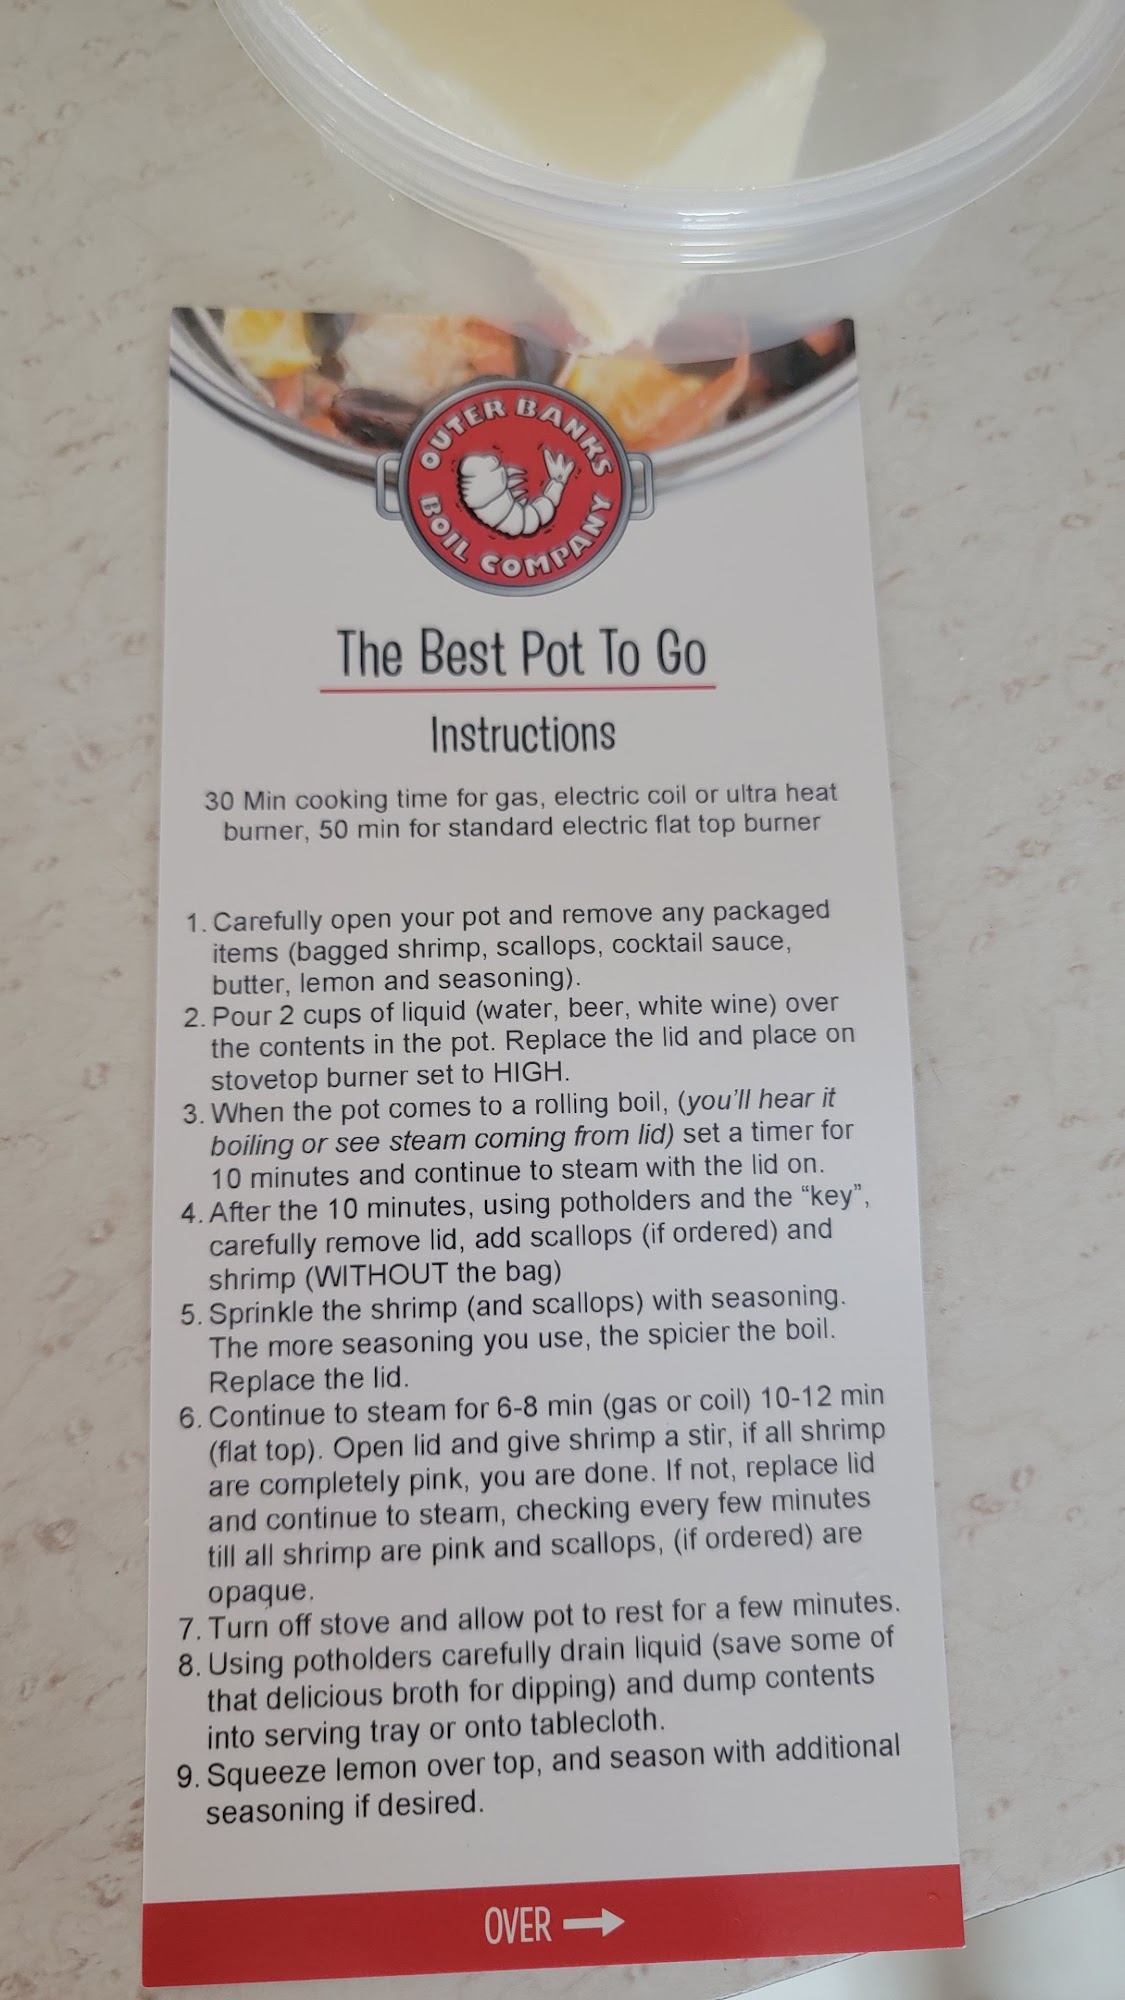 OUTER BANKS
BOIL COMPANY
The Best Pot To Go
Instructions
30 Min cooking time for gas, electric coil or ultra heat
burner, 50 min for standard electric flat top burner
1. Carefully open your pot and remove any packaged
items (bagged shrimp, scallops, cocktail sauce,
butter, lemon and seasoning).
2. Pour 2 cups of liquid (water, beer, white wine) over
the contents in the pot. Replace the lid and place on
stovetop burner set to HIGH.
3. When the pot comes to a rolling boil, (you'll hear it
boiling or see steam coming from lid) set a timer for
10 minutes and continue to steam with the lid on.
4. After the 10 minutes, using potholders and the “key”,
carefully remove lid, add scallops (if ordered) and
shrimp (WITHOUT the bag)
5. Sprinkle the shrimp (and scallops) with seasoning.
The more seasoning you use, the spicier the boil.
Replace the lid.
6. Continue to steam for 6-8 min (gas or coil) 10-12 min
(flat top). Open lid and give shrimp a stir, if all shrimp
are completely pink, you are done. If not, replace lid
and continue to steam, checking every few minutes
till all shrimp are pink and scallops, (if ordered) are
opaque.
7. Turn off stove and allow pot to rest for a few minutes.
8. Using potholders carefully drain liquid (save some of
that delicious broth for dipping) and dump contents
into serving tray or onto tablecloth.
9. Squeeze lemon over top, and season with additional
seasoning if desired.
OVER →